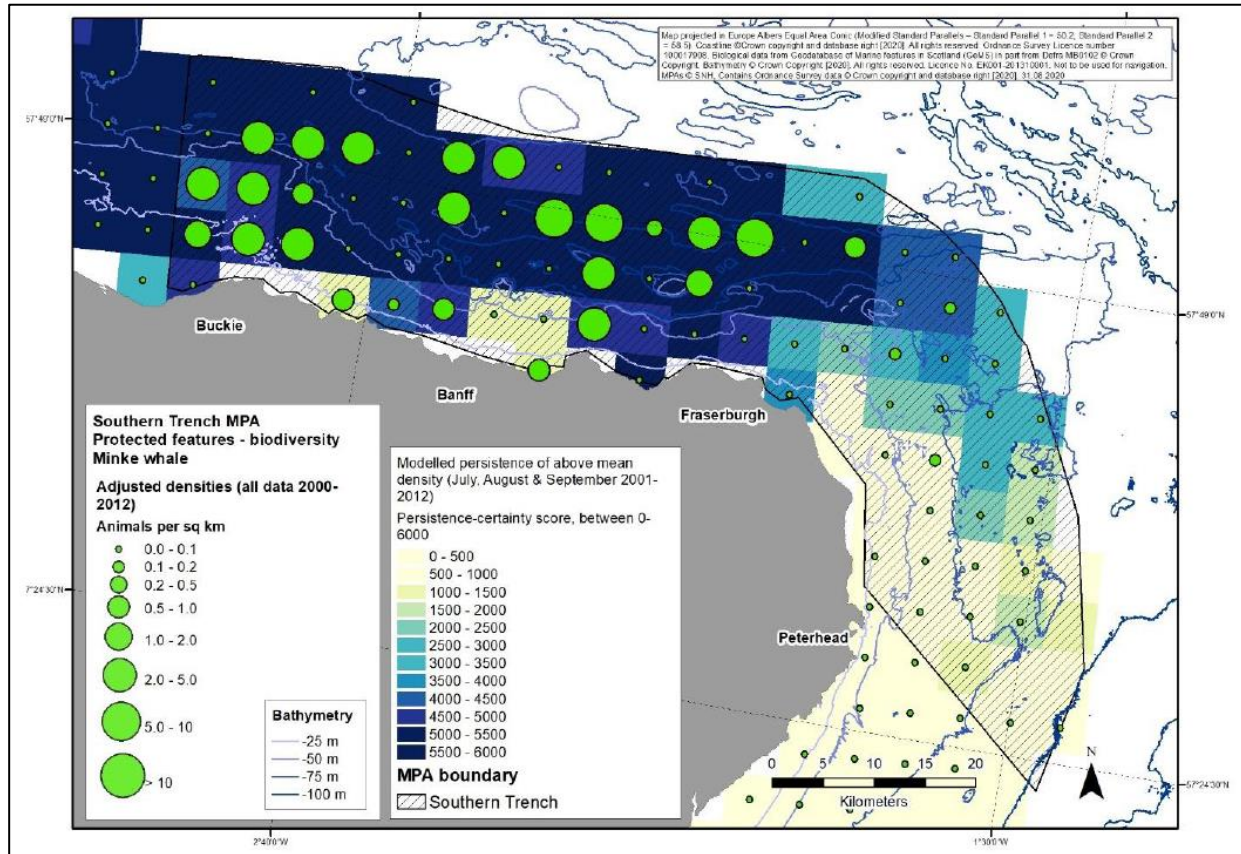 Map projected in Europe Albers Equal Area Conic (Modified Standard Parallels – Standard Parallel 1 = 50.2, Standard Parallel 2
= 58.5). Coastline ©Crown copyright and database right [2020]. All rights reserved. Ordnance Survey Licence number
100017908. Biological data from Geodatabase of Marine features in Scotland (GeMS) in part from Defra MB0102 © Crown
Copyright. Bathymetry © Crown Copyright [2020]. All rights reserved. Licence No. EK001-20131
Not to be used for navigation.
MPAs © SNH, Contains Ordnance Survey data © Crown copyright and database right [2020]. 31.08.2020
57°49'0"N
57°49'0"N
Buckie
Banff
Fraserburgh
Peterhead
Southern Trench MPA
Protected features - biodiversity
Minke whale
Adjusted densities (all data 2000-
2012)
Animals per sq km
0.0 - 0.1
0.1 - 0.2
0.2 - 0.5
0.5 - 1.0
1.0 - 2.0
2.0 - 5.0
5.0 - 10
> 10
Bathymetry
-25 m
-50 m
-75 m
-100 m
Modelled persistence of above mean
density (July, August & September 2001-
2012)
Persistence-certainty score, between 0-
6000
0 - 500
500 - 1000
1000 - 1500
1500 - 2000
2000 - 2500
2500 - 3000
3000 - 3500
3500 - 4000
4000 - 4500
4500 - 5000
5000 - 5500
5500 - 6000
MPA boundary
Southern Trench
7°24'30"N
57°24'30"N
N
0 5 10 15 20
Kilometers
2°40'0"W
1°30'0"W